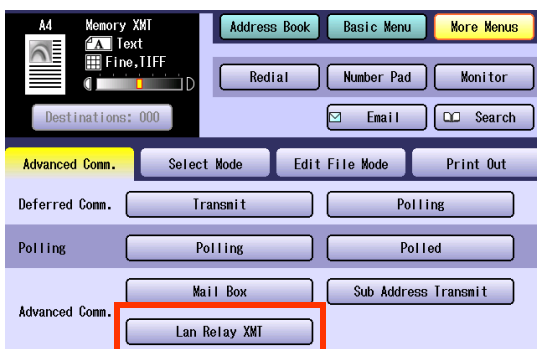 A4 Memory XMT
A Text
Fine,TIFF
Destinations: 000
Address Book Basic Menu More Menus
Redial Number Pad Monitor
Email Search
Advanced Comm. Select Mode Edit File Mode Print Out
Deferred Comm. Transmit Polling
Polling Polling Polled
Advanced Comm. Mail Box Sub Address Transmit
Lan Relay XMT